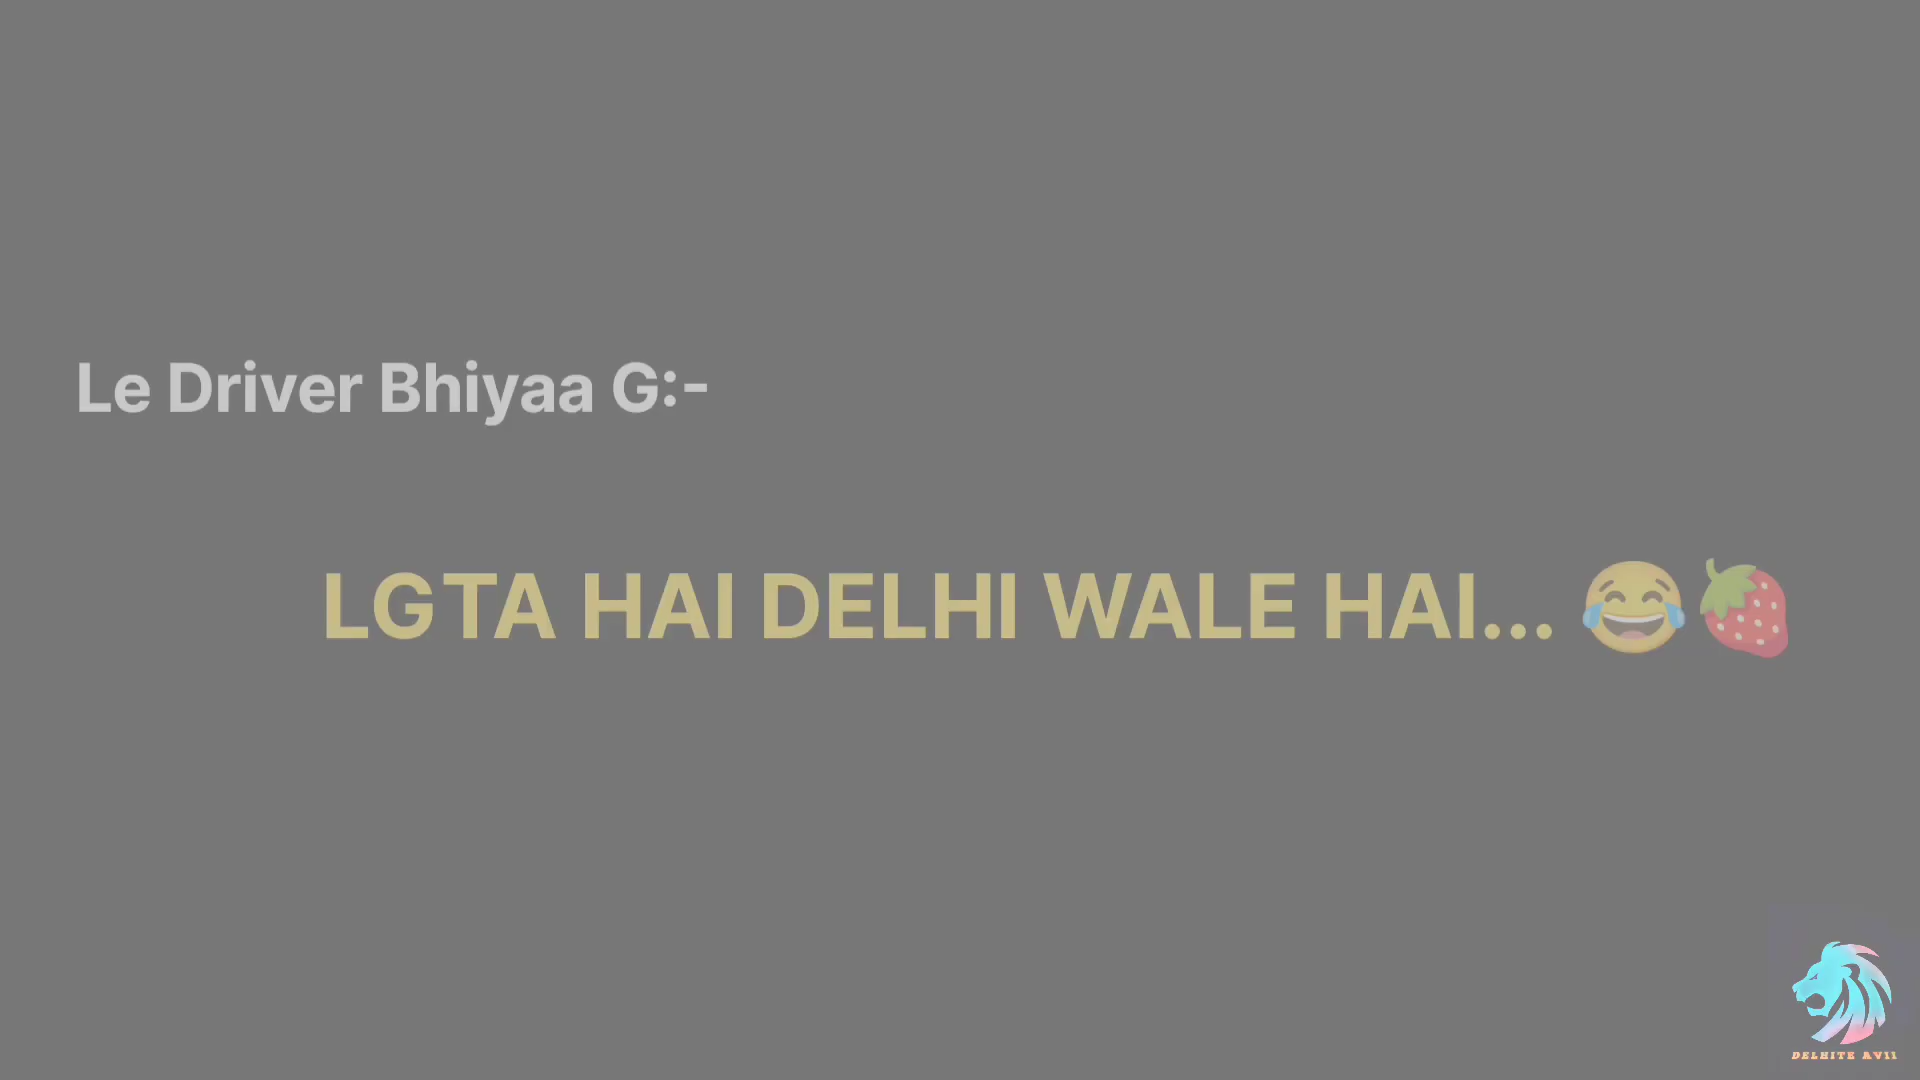 Le Driver Bhiyaa G:-
LGTA HAI DELHI WALE HAI... 😂🍓
DELHITE AV11